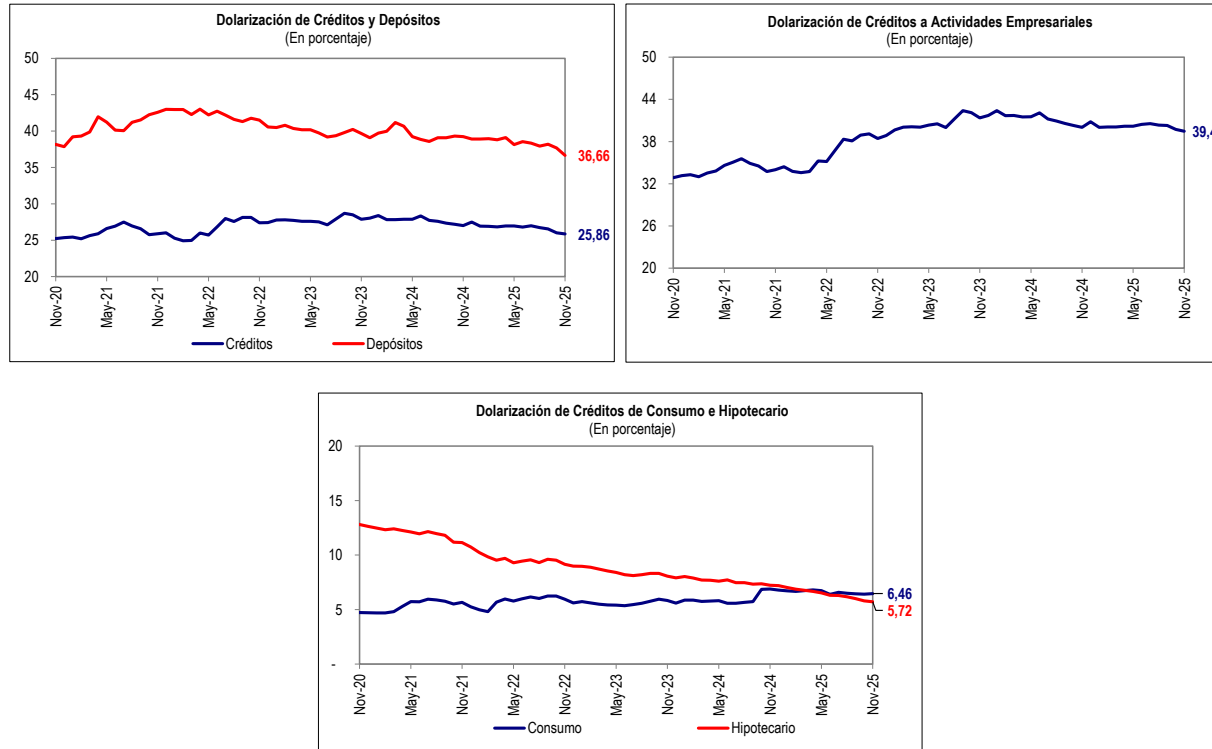 Dolarización de Créditos y Depósitos
(En porcentaje)
50
45
40
35
30
25
20
36,66
25,86
Nov-20
May-21
Nov-21
May-22
Nov-22
May-23
Nov-23
May-24
Nov-24
May-25
Nov-25
Créditos
Depósitos
Dolarización de Créditos a Actividades Empresariales
(En porcentaje)
50
44
38
32
26
20
39,4
Nov-20
May-21
Nov-21
May-22
Nov-22
May-23
Nov-23
May-24
Nov-24
May-25
Nov-25
Dolarización de Créditos de Consumo e Hipotecario
(En porcentaje)
20
15
10
5
-
6,46
5,72
Nov-20
May-21
Nov-21
May-22
Nov-22
May-23
Nov-23
May-24
Nov-24
May-25
Nov-25
Consumo
Hipotecario